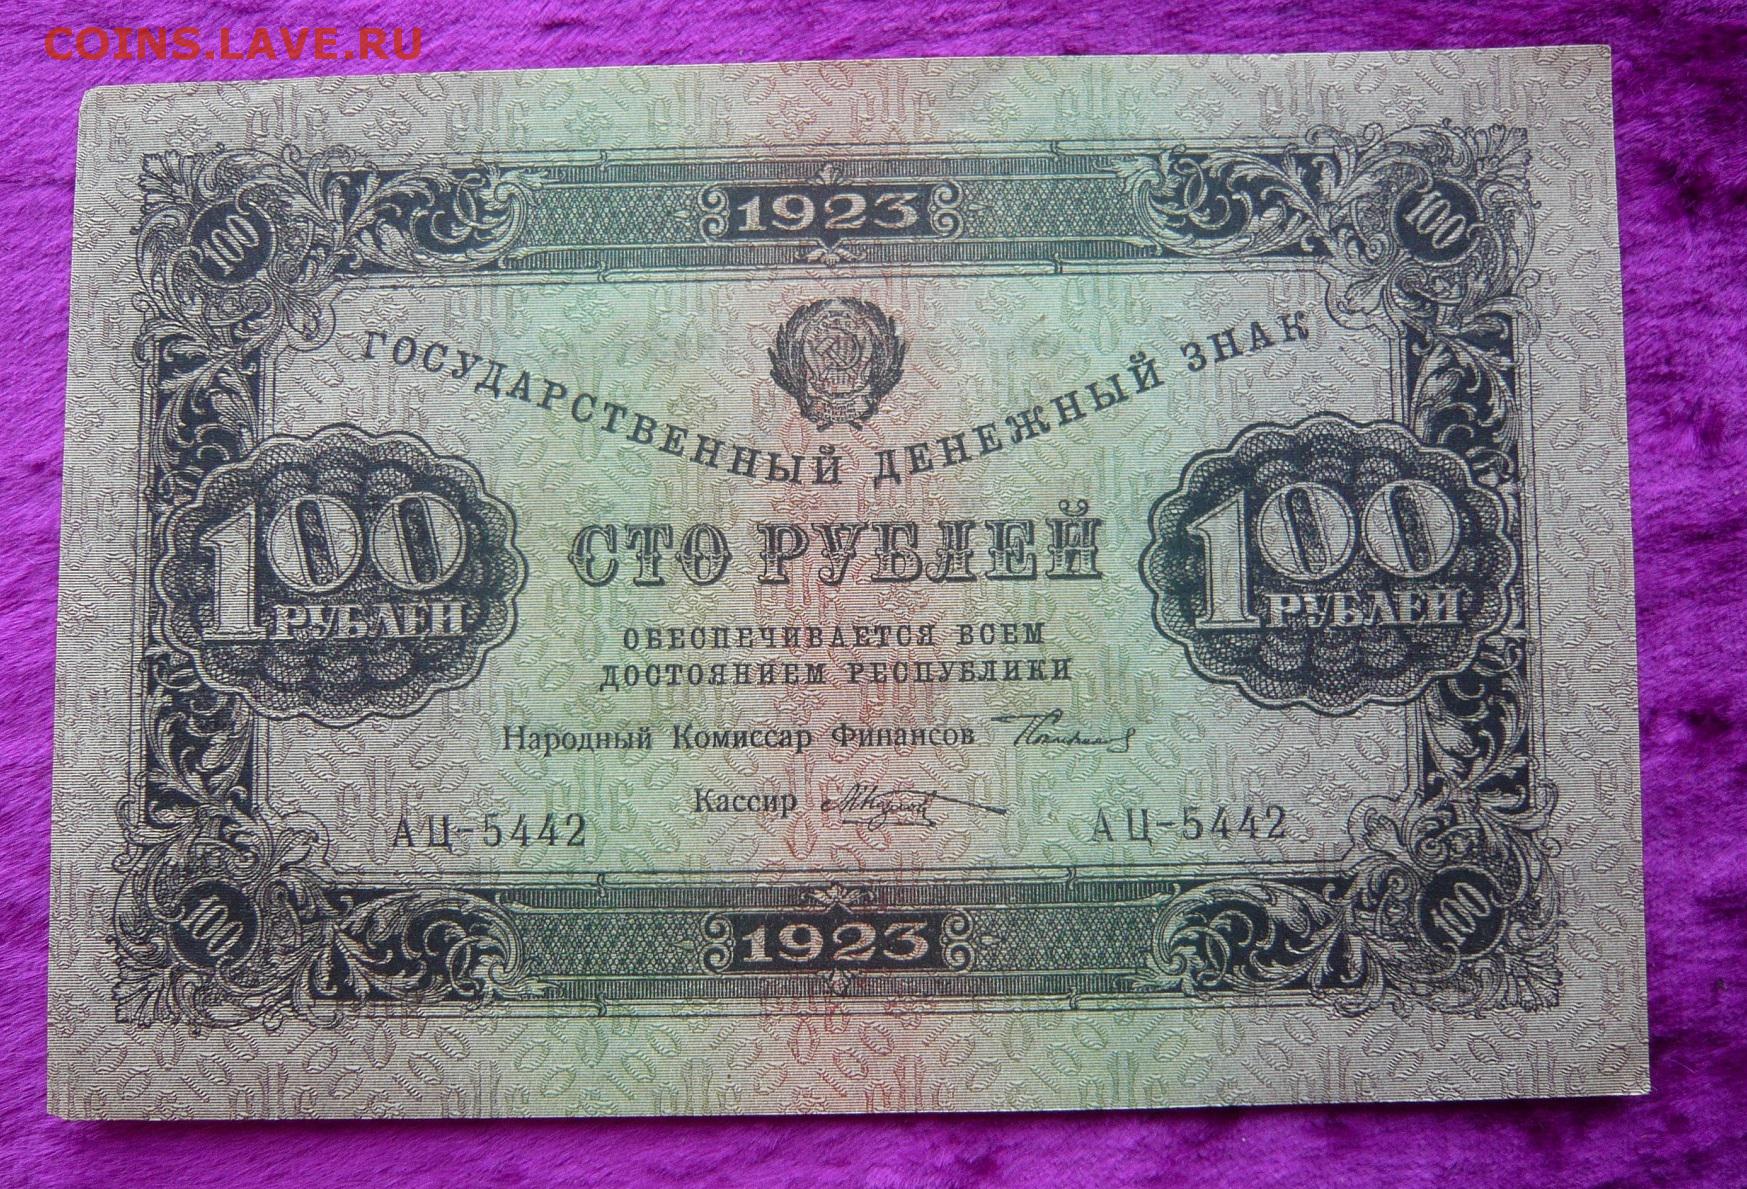 COINS.LAVE.RU
1923
100 100
ГОСУДАРСТВЕННЫЙ ДЕНЕЖНЫЙ ЗНАК
СТО РУБЛЕЙ
100 РУБЛЕЙ 100 РУБЛЕЙ
ОБЕСПЕЧИВАЕТСЯ ВСЕМ
ДОСТОЯНИЕМ РЕСПУБЛИКИ
Народный Комиссар Финансов
Кассир
АЦ-5442 АЦ-5442
100 100
1923